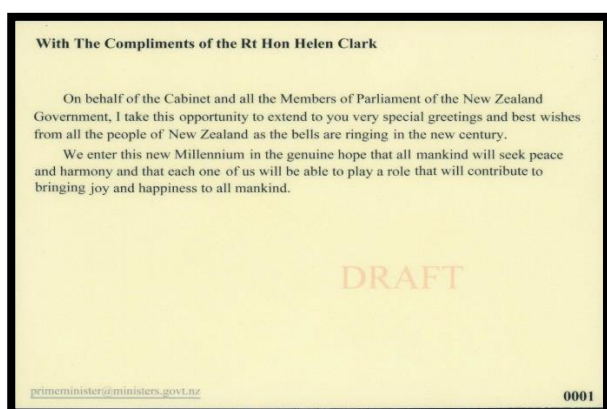 With The Compliments of the Rt Hon Helen Clark
On behalf of the Cabinet and all the Members of Parliament of the New Zealand
Government, I take this opportunity to extend to you very special greetings and best wishes
from all the people of New Zealand as the bells are ringing in the new century.
We enter this new Millennium in the genuine hope that all mankind will seek peace
and harmony and that each one of us will be able to play a role that will contribute to
bringing joy and happiness to all mankind.
DRAFT
primeminister@ministers.govt.nz
0001